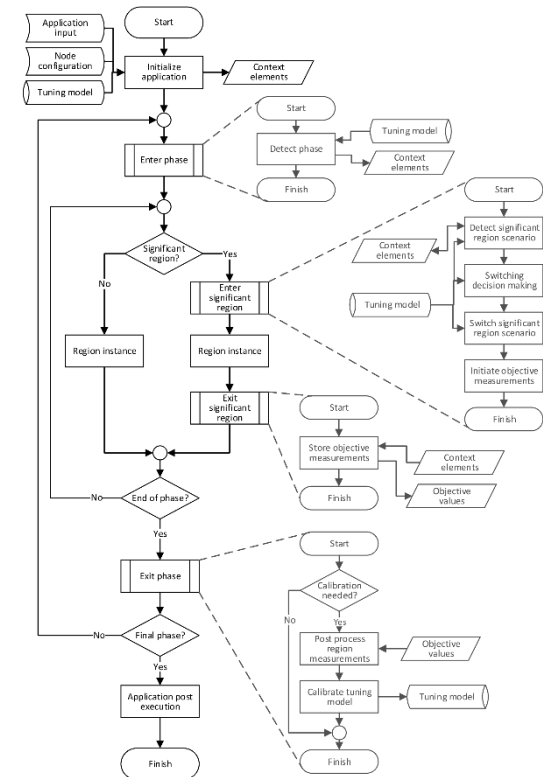 Application
input
Start
Node
configuration
Initialize
application
Context
elements
Tuning model
Start
Tuning model
Detect phase
Enter phase
Context
elements
Finish
Start
Significant
region?
Yes
Detect significant
region scenario
Context
elements
No
Enter
significant
region
Switching
decision making
Tuning model
Switch significant
region scenario
Region instance
Region instance
Initiate objective
measurements
Exit
significant
region
Start
Finish
Store objective
measurements
Context
elements
No
End of phase?
Finish
Objective
values
Yes
Start
Exit phase
Calibration
needed?
No
Yes
No
Final phase?
Post process
region
measurements
Objective
values
Yes
Application post
execution
Calibrate tuning
model
Tuning model
Finish
Finish